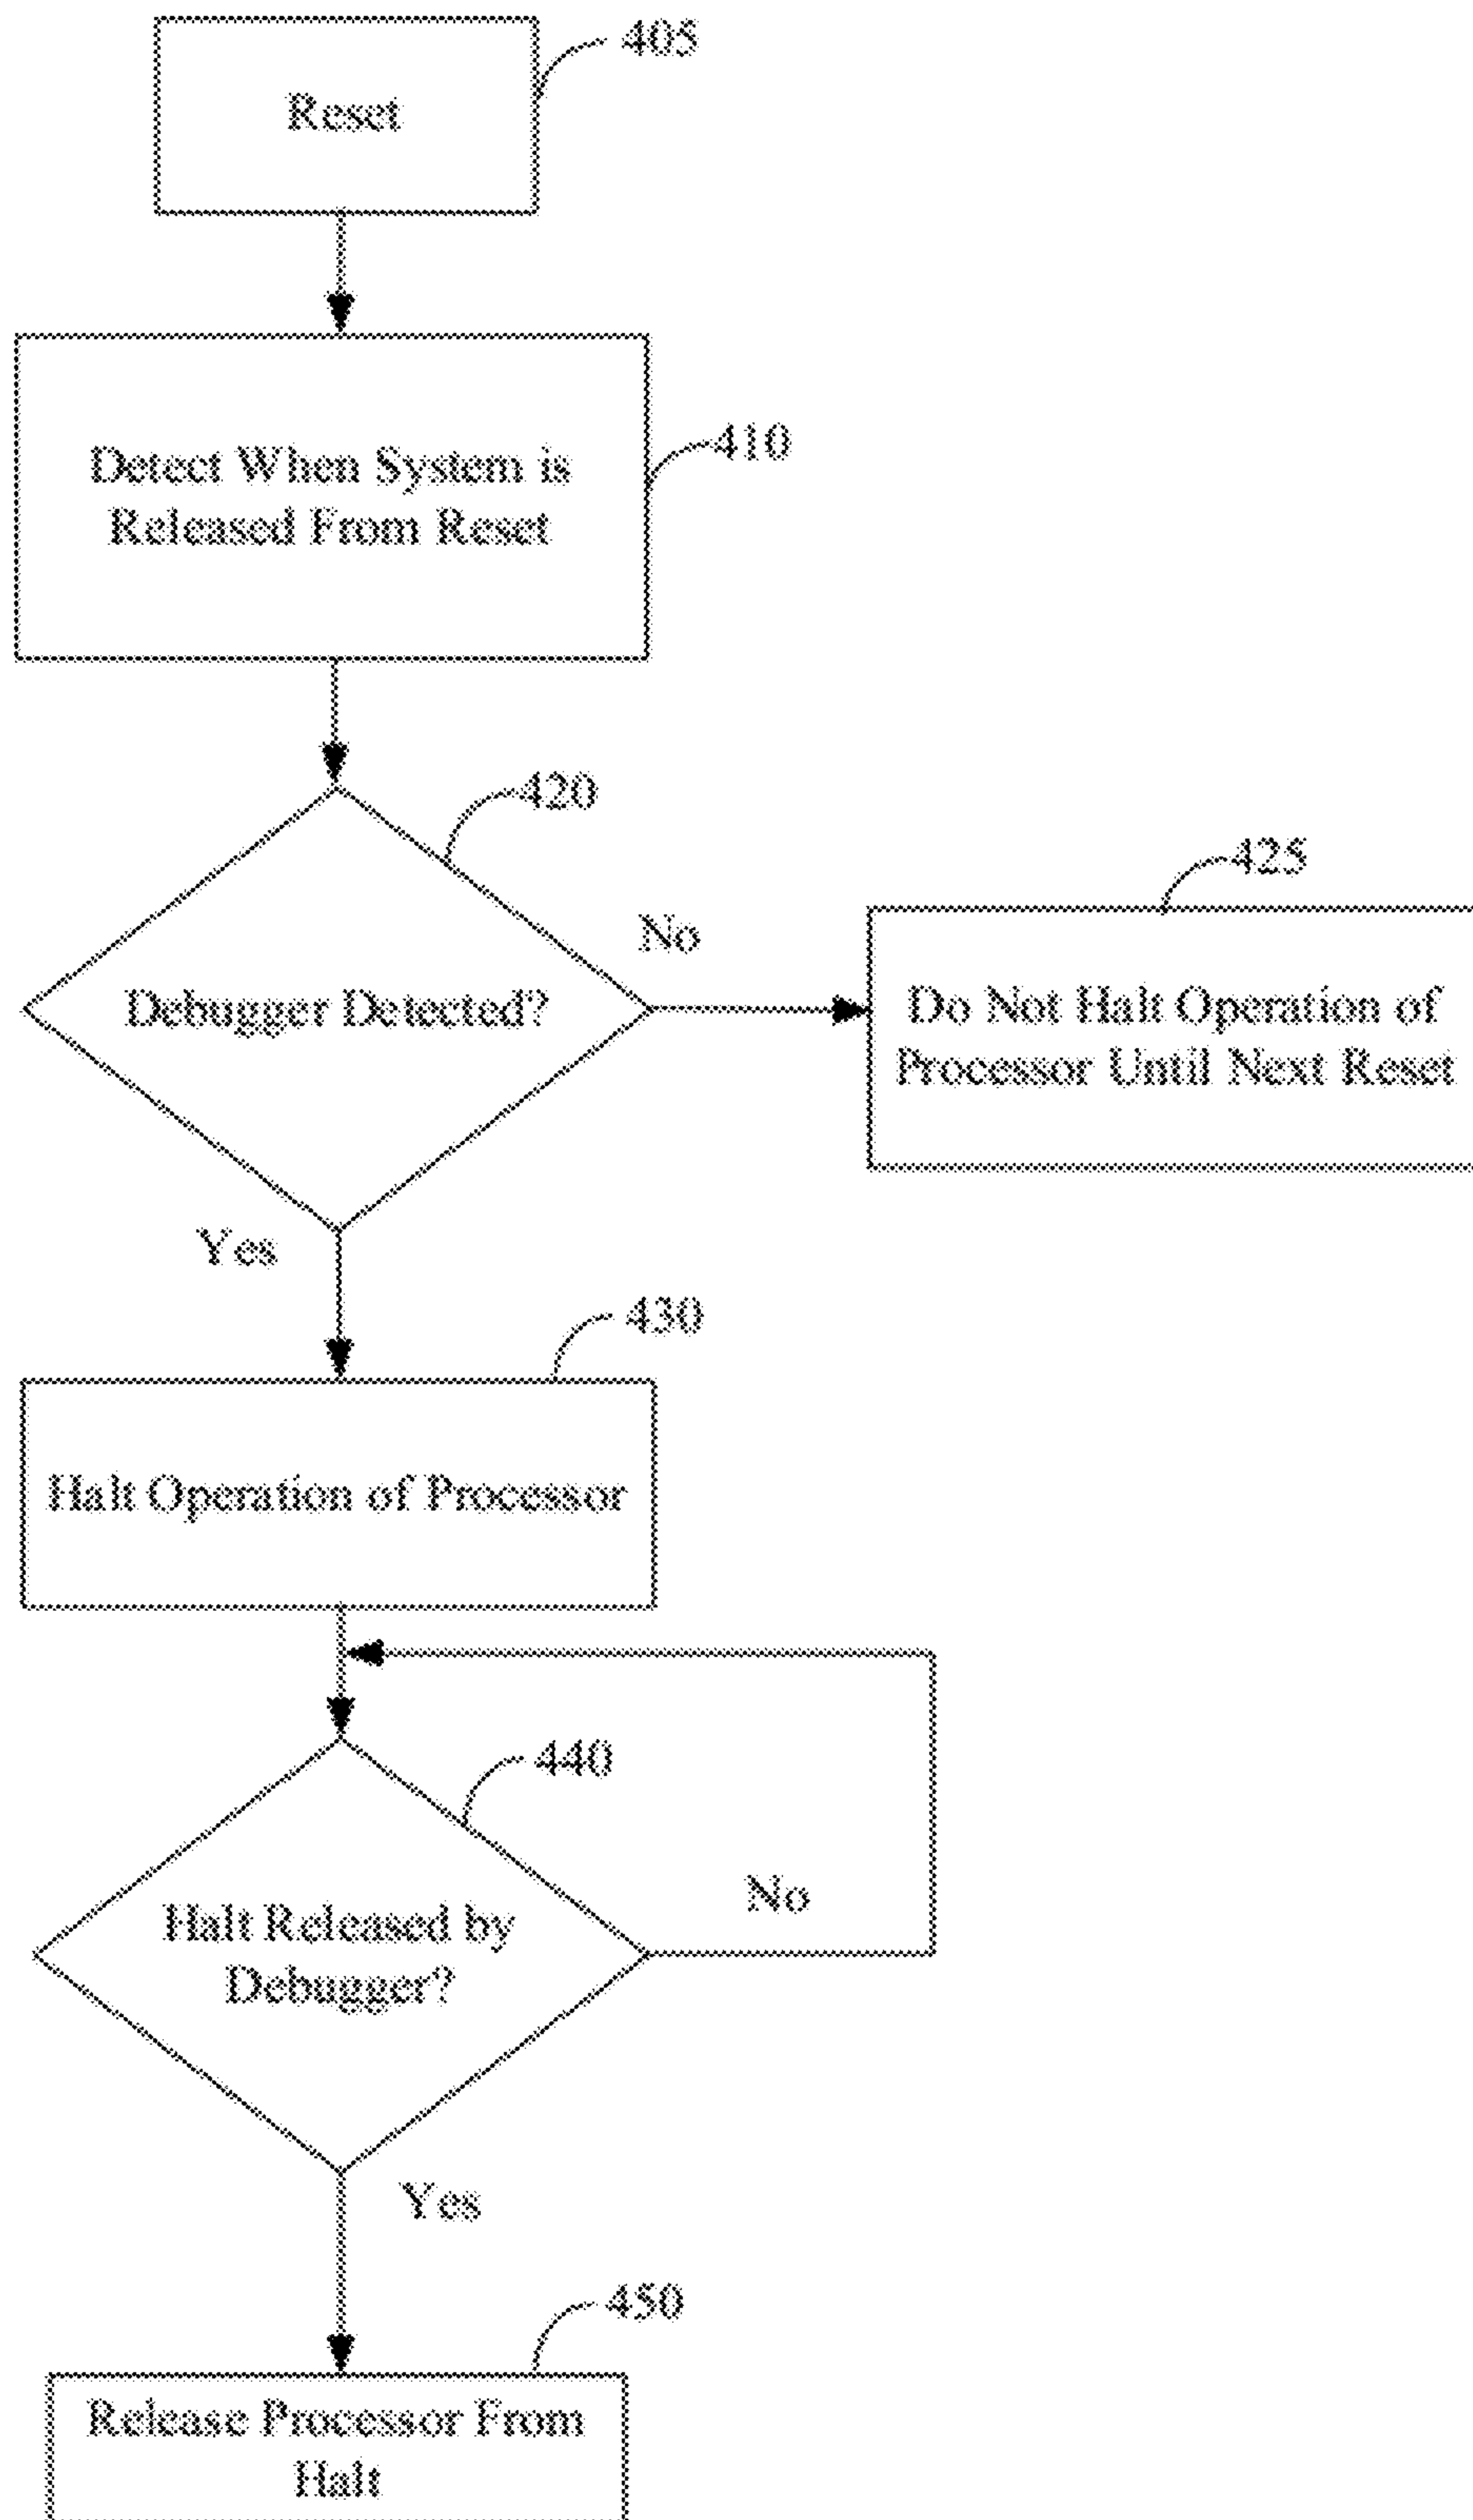 405
Reset
410
Detect When System is
Released From Reset
420
425
No
Debugger Detected?
Do Not Halt Operation of
Processor Until Next Reset
Yes
430
Halt Operation of Processor
440
No
Halt Released by
Debugger?
Yes
450
Release Processor From
Halt